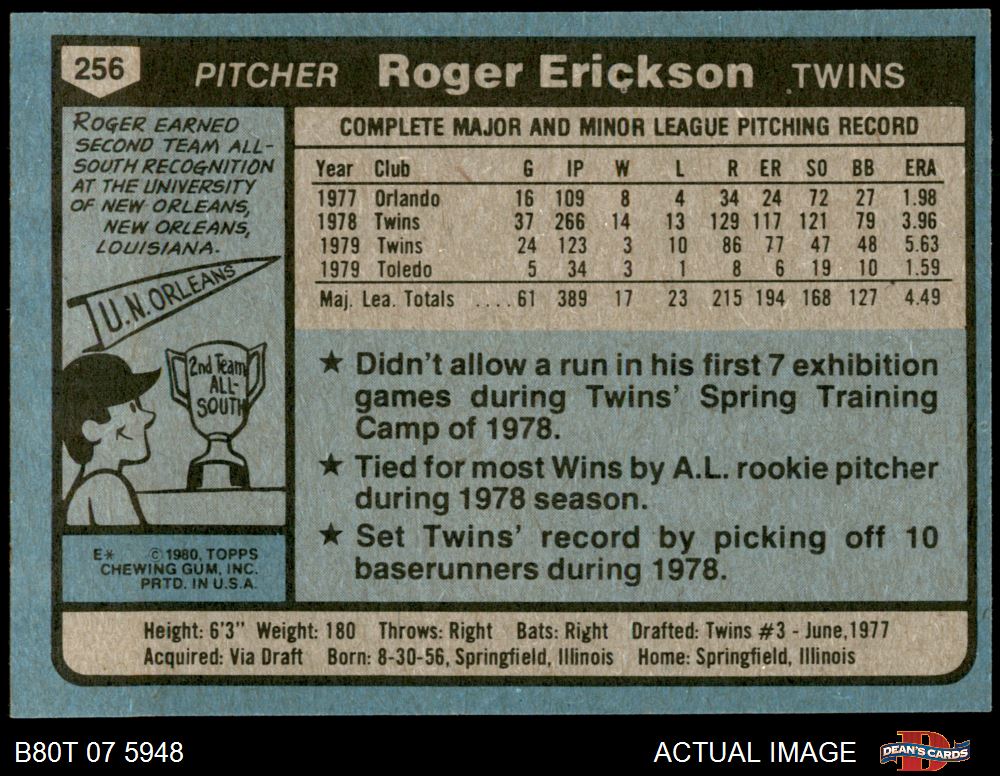 256 PITCHER Roger Erickson TWINS
ROGER EARNED
SECOND TEAM ALL-
SOUTH RECOGNITION
AT THE UNIVERSITY
OF NEW ORLEANS,
NEW ORLEANS,
LOUISIANA.
U.N. ORLEANS
2nd Team
ALL-
SOUTH
E* © 1980, TOPPS
CHEWING GUM, INC.
PRTD. IN U.S.A.
COMPLETE MAJOR AND MINOR LEAGUE PITCHING RECORD
Year Club G IP W L R ER SO BB ERA
1977 Orlando 16 109 8 4 34 24 72 27 1.98
1978 Twins 37 266 14 13 129 117 121 79 3.96
1979 Twins 24 123 3 10 86 77 47 48 5.63
1979 Toledo 5 34 3 1 8 6 19 10 1.59
Maj. Lea. Totals ....61 389 17 23 215 194 168 127 4.49
★ Didn't allow a run in his first 7 exhibition
games during Twins' Spring Training
Camp of 1978.
★ Tied for most Wins by A.L. rookie pitcher
during 1978 season.
★ Set Twins' record by picking off 10
baserunners during 1978.
Height: 6'3" Weight: 180 Throws: Right Bats: Right Drafted: Twins #3 - June, 1977
Acquired: Via Draft Born: 8-30-56, Springfield, Illinois Home: Springfield, Illinois
B80T 07 5948 ACTUAL IMAGE DEAN'S CARDS